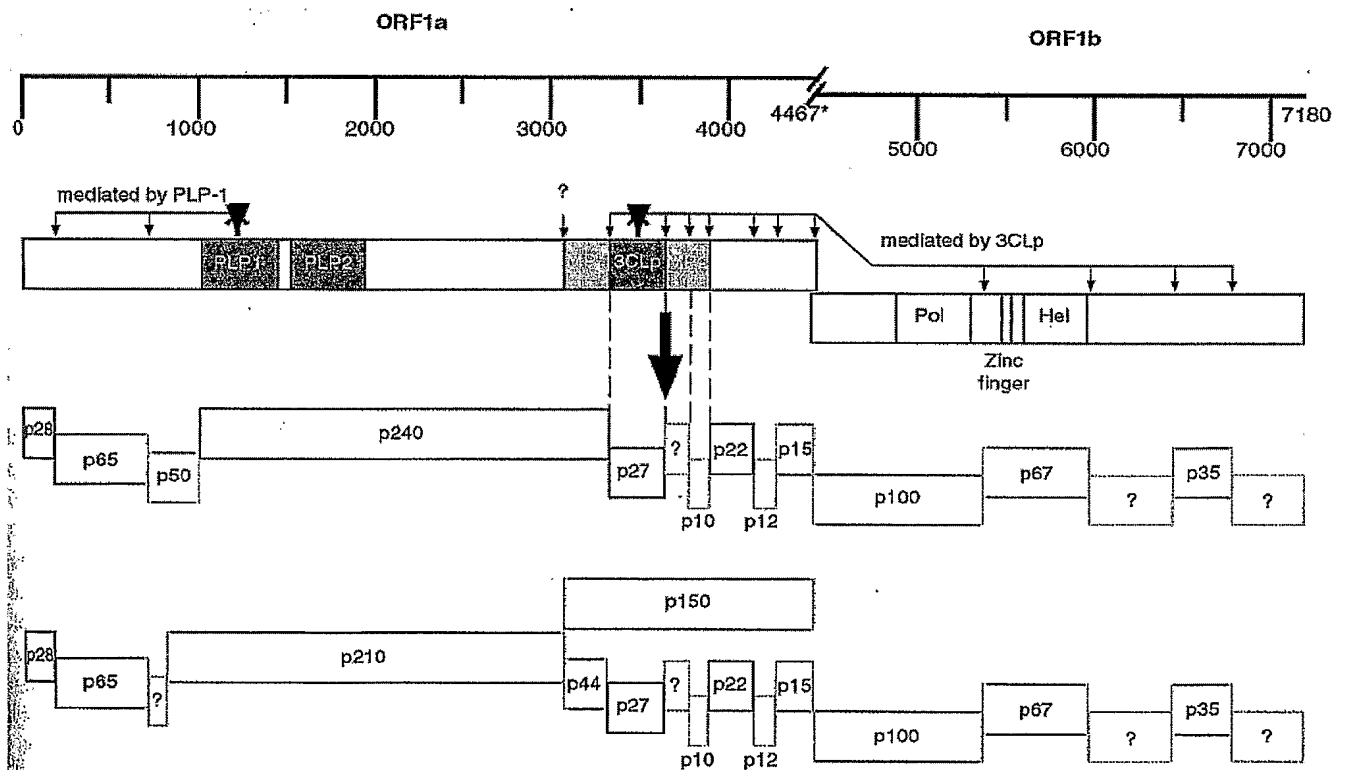 ORF1a
ORF1b
0 1000 2000 3000 4000 4467* 5000 6000 7000 7180
mediated by PLP-1
?
mediated by 3CLp
PLP1 PLP2 3CLp
Pol Hel
Zinc
finger
p28 p65 p50 p240 p27 ? p10 p22 p12 p15 p100 p67 ? p35 ?
p150
p28 p65 ? p210 p44 p27 ? p10 p22 p12 p15 p100 p67 ? p35 ?